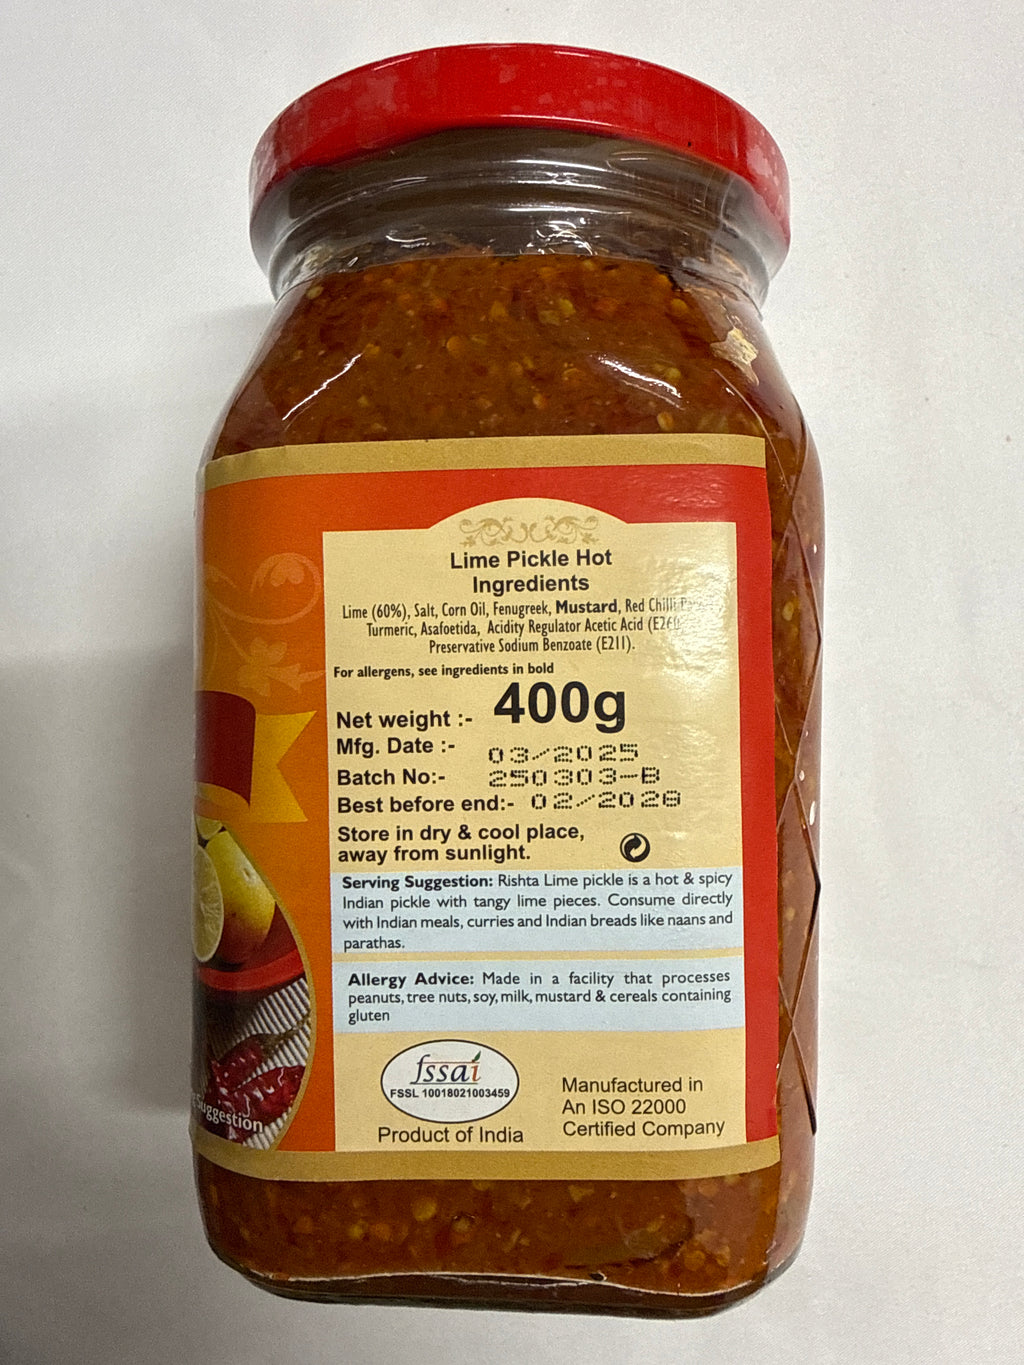 Lime Pickle Hot
Ingredients
Lime (60%), Salt, Corn Oil, Fenugreek, Mustard, Red Chilli
Turmeric, Asafoetida, Acidity Regulator Acetic Acid
Preservative Sodium Benzoate (E211).
For allergens, see ingredients in bold
Net weight :- 400g
Mfg. Date :- 03/2025
Batch No:- 250303-B
Best before end:- 02/2028
Store in dry & cool place,
away from sunlight.
Serving Suggestion: Rishta Lime pickle is a hot & spicy
Indian pickle with tangy lime pieces. Consume directly
with Indian meals, curries and Indian breads like naans and
parathas.
Allergy Advice: Made in a facility that processes
peanuts, tree nuts, soy, milk, mustard & cereals containing
gluten
fssai
FSSL 10018021003459
Product of India
Manufactured in
An ISO 22000
Certified Company
Suggestion